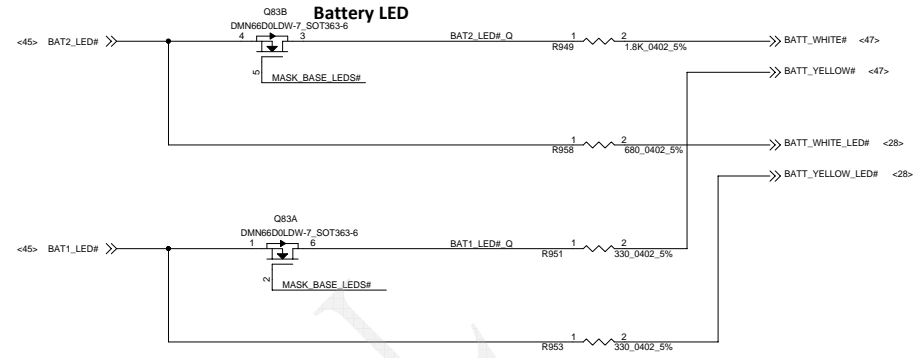 Battery LED
Q83B
DMN66D0LDW-7_SOT363-6
<45> BAT2_LED# 4 3 BAT2_LED#_Q R949 1 2 1.8K_0402_5% BATT_WHITE# <47>
5 MASK_BASE_LEDS#
BATT_YELLOW# <47>
R958 1 2 680_0402_5% BATT_WHITE_LED# <28>
BATT_YELLOW_LED# <28>
Q83A
DMN66D0LDW-7_SOT363-6
<45> BAT1_LED# 1 6 BAT1_LED#_Q R951 1 2 330_0402_5%
2 MASK_BASE_LEDS#
R953 1 2 330_0402_5%